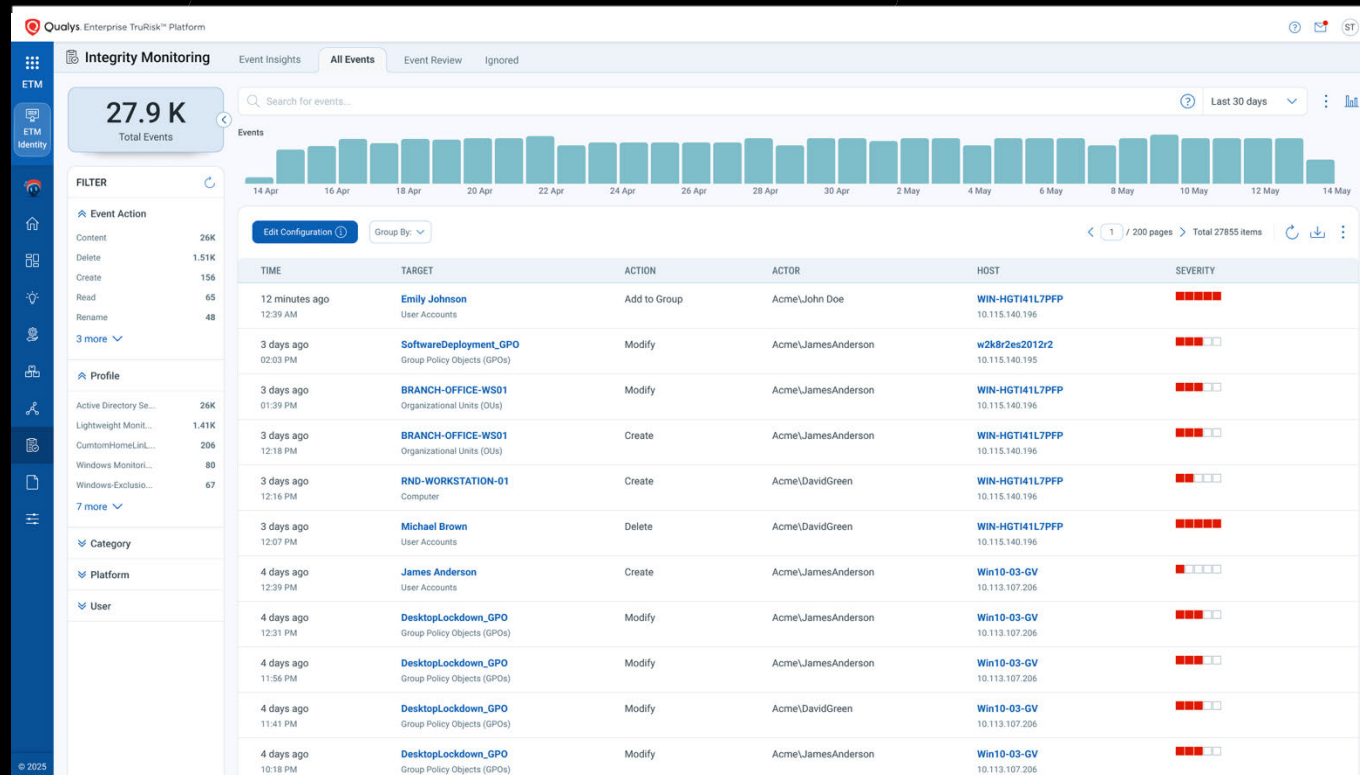 Qualys. Enterprise TruRisk™ Platform
ST
ETM
ETM
Identity
© 2025
Integrity Monitoring
Event Insights
All Events
Event Review
Ignored
27.9 K
Total Events
Search for events...
Last 30 days
Events
14 Apr 16 Apr 18 Apr 20 Apr 22 Apr 24 Apr 26 Apr 28 Apr 30 Apr 2 May 4 May 6 May 8 May 10 May 12 May 14 May
FILTER
Event Action
Content 26K
Delete 1.51K
Create 156
Read 65
Rename 48
3 more
Profile
Active Directory Se... 26K
Lightweight Monit... 1.41K
CumtomHomeLinL... 206
Windows Monitori... 80
Windows-Exclusio... 67
7 more
Category
Platform
User
Edit Configuration
Group By:
1 / 200 pages Total 27855 items
TIME TARGET ACTION ACTOR HOST SEVERITY
12 minutes ago Emily Johnson Add to Group Acme\John Doe WIN-HGTI41L7PFP
12:39 AM User Accounts 10.115.140.196
3 days ago SoftwareDeployment_GPO Modify Acme\JamesAnderson w2k8r2es2012r2
02:03 PM Group Policy Objects (GPOs) 10.115.140.195
3 days ago BRANCH-OFFICE-WS01 Modify Acme\JamesAnderson WIN-HGTI41L7PFP
01:39 PM Organizational Units (OUs) 10.115.140.196
3 days ago BRANCH-OFFICE-WS01 Create Acme\JamesAnderson WIN-HGTI41L7PFP
12:18 PM Organizational Units (OUs) 10.115.140.196
3 days ago RND-WORKSTATION-01 Create Acme\DavidGreen WIN-HGTI41L7PFP
12:16 PM Computer 10.115.140.196
3 days ago Michael Brown Delete Acme\DavidGreen WIN-HGTI41L7PFP
12:07 PM User Accounts 10.115.140.196
4 days ago James Anderson Create Acme\JamesAnderson Win10-03-GV
12:39 PM User Accounts 10.113.107.206
4 days ago DesktopLockdown_GPO Modify Acme\JamesAnderson Win10-03-GV
12:31 PM Group Policy Objects (GPOs) 10.113.107.206
4 days ago DesktopLockdown_GPO Modify Acme\JamesAnderson Win10-03-GV
11:56 PM Group Policy Objects (GPOs) 10.113.107.206
4 days ago DesktopLockdown_GPO Modify Acme\DavidGreen Win10-03-GV
11:41 PM Group Policy Objects (GPOs) 10.113.107.206
4 days ago DesktopLockdown_GPO Modify Acme\JamesAnderson Win10-03-GV
10:18 PM Group Policy Objects (GPOs) 10.113.107.206